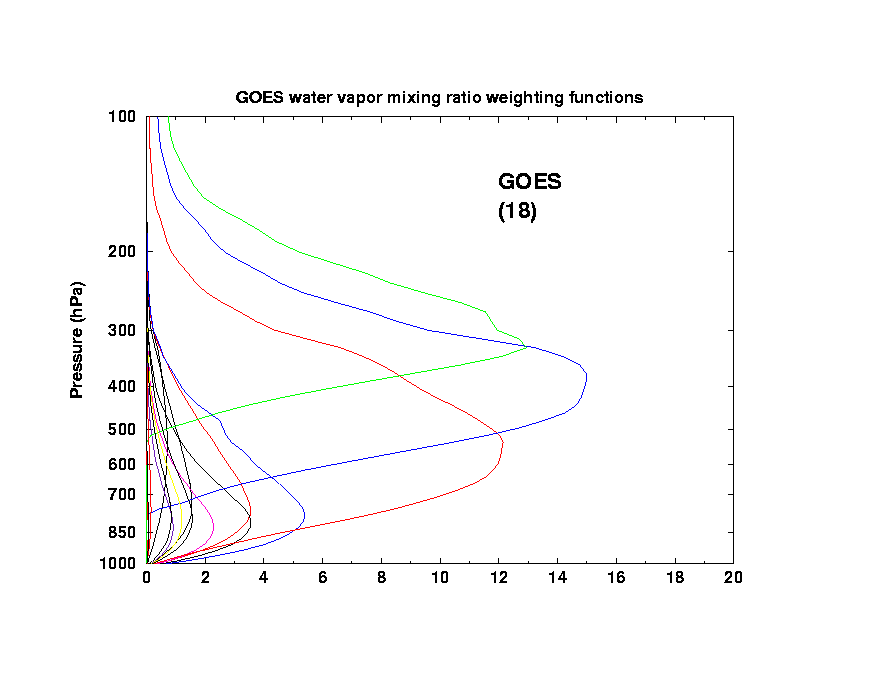 GOES water vapor mixing ratio weighting functions
GOES
(18)
Pressure (hPa)
100
200
300
400
500
600
700
850
1000
0 2 4 6 8 10 12 14 16 18 20